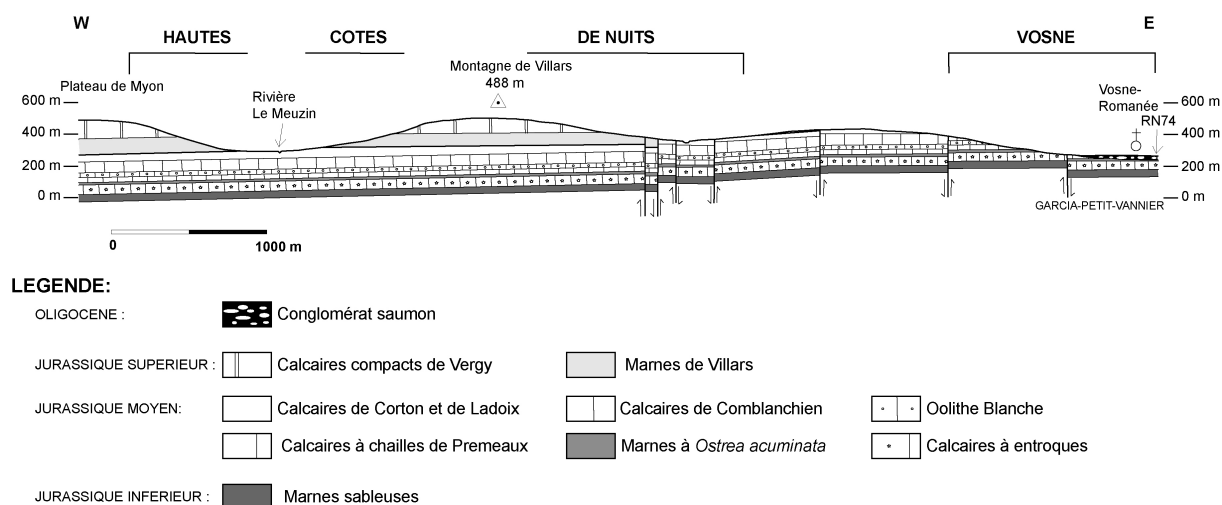 W
E
HAUTES COTES DE NUITS VOSNE
Montagne de Villars
488 m
Plateau de Myon
Rivière
Le Meuzin
Vosne-
Romanée
RN74
600 m
400 m
200 m
0 m
600 m
400 m
200 m
0 m
GARCIA-PETIT-VANNIER
0 1000 m
LEGENDE:
OLIGOCENE : Conglomérat saumon
JURASSIQUE SUPERIEUR : Calcaires compacts de Vergy Marnes de Villars
JURASSIQUE MOYEN: Calcaires de Corton et de Ladoix Calcaires de Comblanchien Oolithe Blanche
Calcaires à chailles de Premeaux Marnes à Ostrea acuminata Calcaires à entroques
JURASSIQUE INFERIEUR : Marnes sableuses